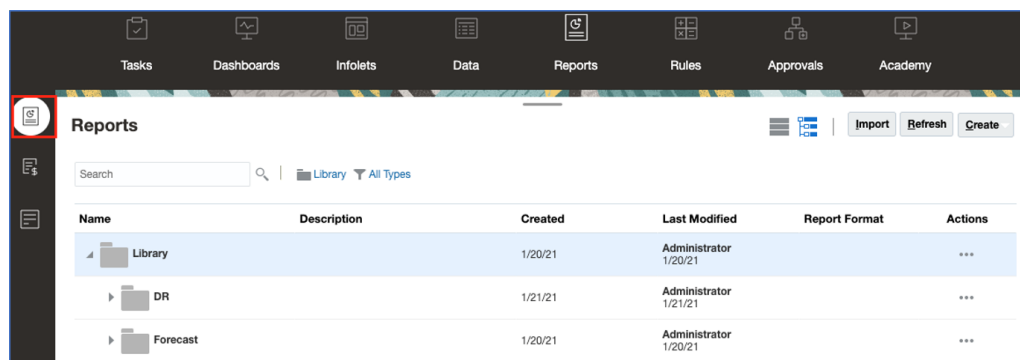 Tasks Dashboards Infolets Data Reports Rules Approvals Academy
Reports Import Refresh Create
Search Library All Types
Name Description Created Last Modified Report Format Actions
Library 1/20/21 Administrator
1/20/21
DR 1/21/21 Administrator
1/21/21
Forecast 1/20/21 Administrator
1/20/21